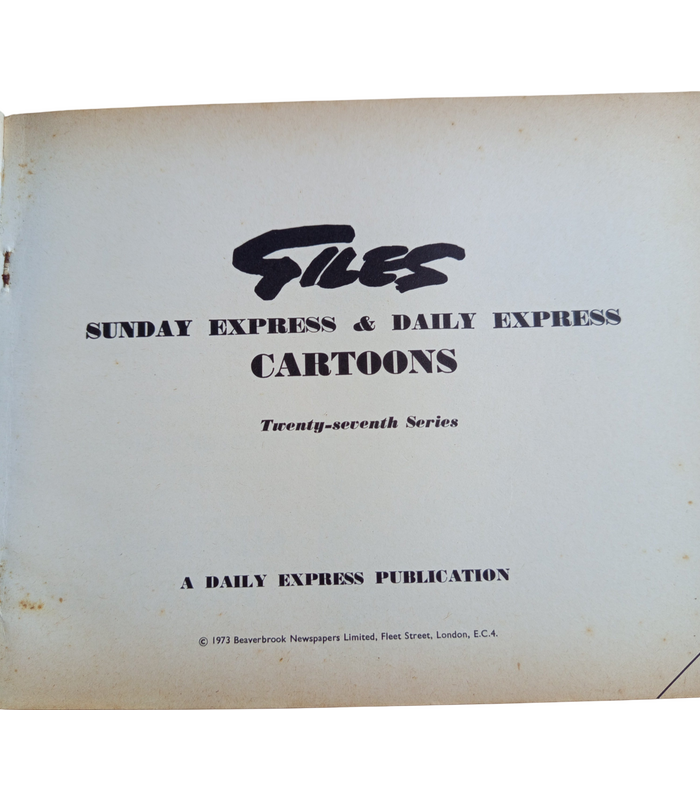 GILES
SUNDAY EXPRESS & DAILY EXPRESS
CARTOONS
Twenty-seventh Series
A DAILY EXPRESS PUBLICATION
© 1973 Beaverbrook Newspapers Limited, Fleet Street, London, E.C.4.